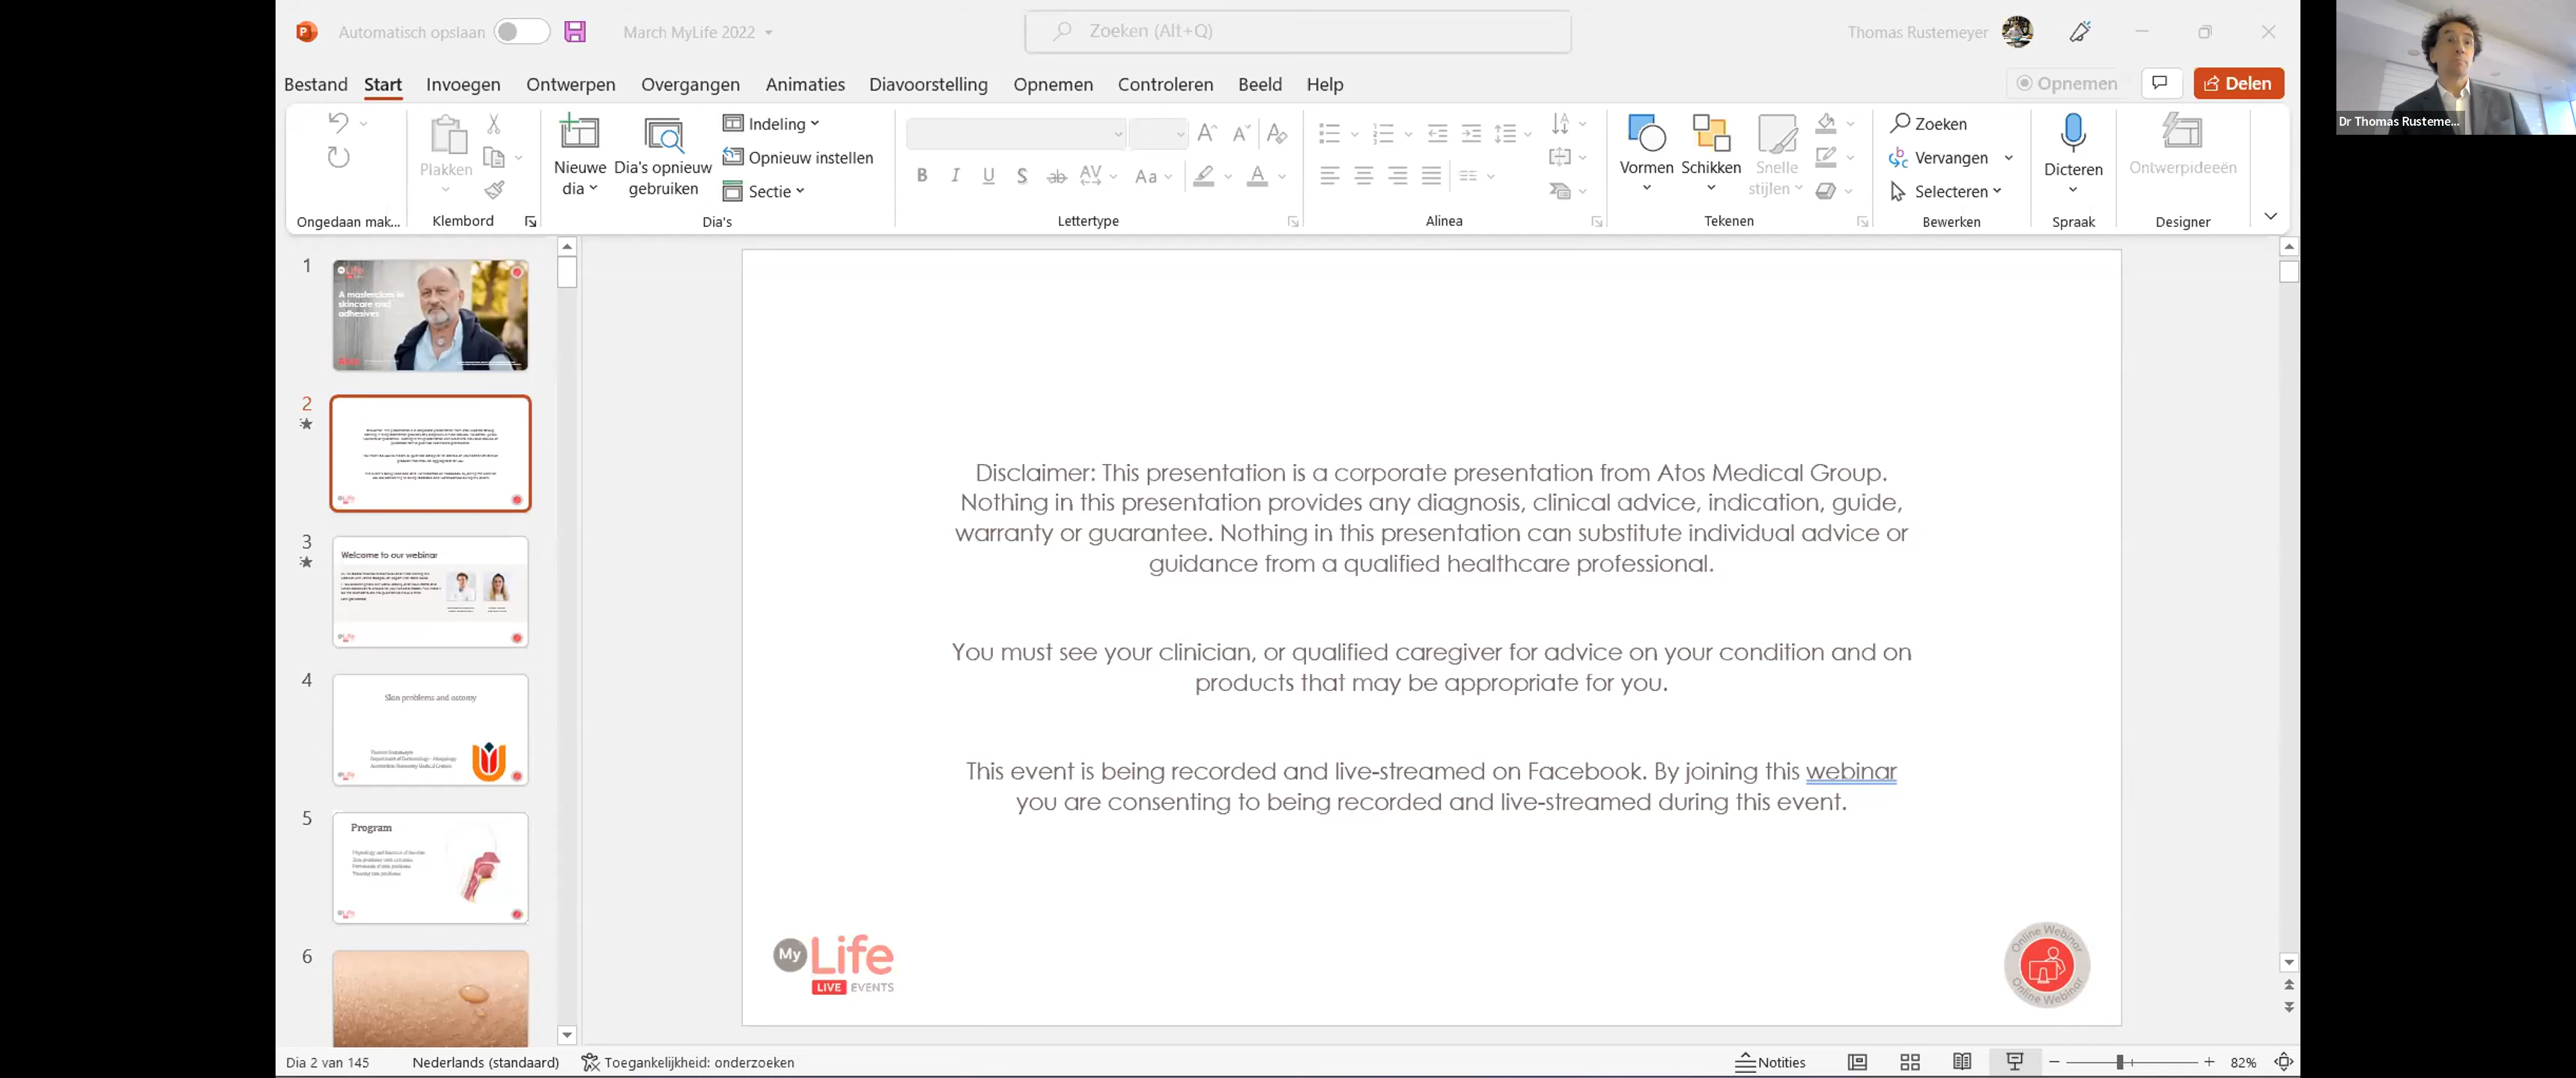 Automatisch opslaan
March MyLife 2022
Zoeken (Alt+Q)
Thomas Rustemeyer
Bestand Start Invoegen Ontwerpen Overgangen Animaties Diavoorstelling Opnemen Controleren Beeld Help
Opnemen
Delen
Plakken
Nieuwe
dia
Dia's opnieuw
gebruiken
Indeling
Opnieuw instellen
Sectie
Vormen
Schikken
Snelle
stijlen
Zoeken
Vervangen
Selecteren
Dicteren
Ontwerpideeën
Ongedaan mak...
Klembord
Dia's
Lettertype
Alinea
Tekenen
Bewerken
Spraak
Designer
Dr Thomas Rusteme...
1
My Life
A masterclass in
skincare and
adhesives
2
3
Welcome to our webinar
4
Skin problems and ostomy
5
Program
6
Disclaimer: This presentation is a corporate presentation from Atos Medical Group.
Nothing in this presentation provides any diagnosis, clinical advice, indication, guide,
warranty or guarantee. Nothing in this presentation can substitute individual advice or
guidance from a qualified healthcare professional.
You must see your clinician, or qualified caregiver for advice on your condition and on
products that may be appropriate for you.
This event is being recorded and live-streamed on Facebook. By joining this webinar
you are consenting to being recorded and live-streamed during this event.
My Life
LIVE EVENTS
Online Webinar
Online Webinar
Dia 2 van 145
Nederlands (standaard)
Toegankelijkheid: onderzoeken
Notities
82%